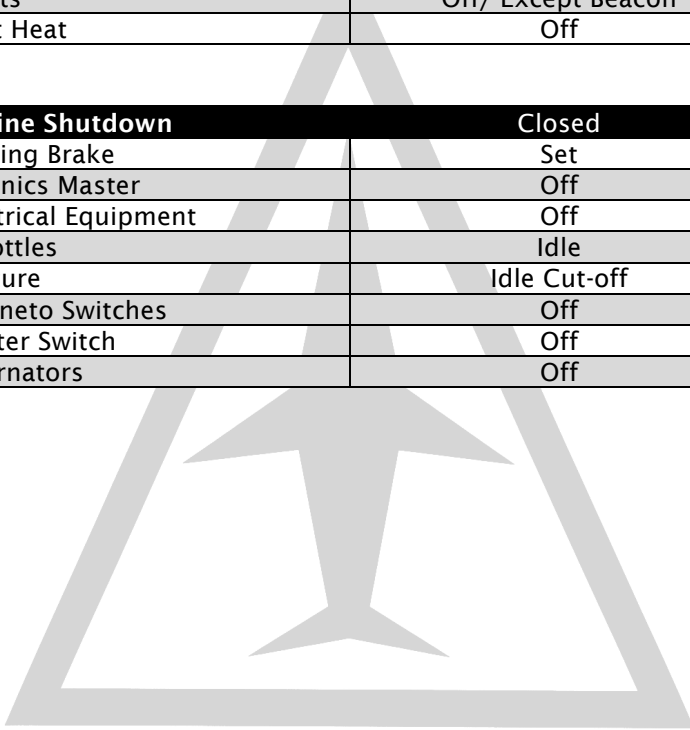 ts Off/ Except Beacon
t Heat Off
ine Shutdown Closed
ing Brake Set
nics Master Off
trical Equipment Off
ottles Idle
ure Idle Cut-off
neto Switches Off
ter Switch Off
rnators Off